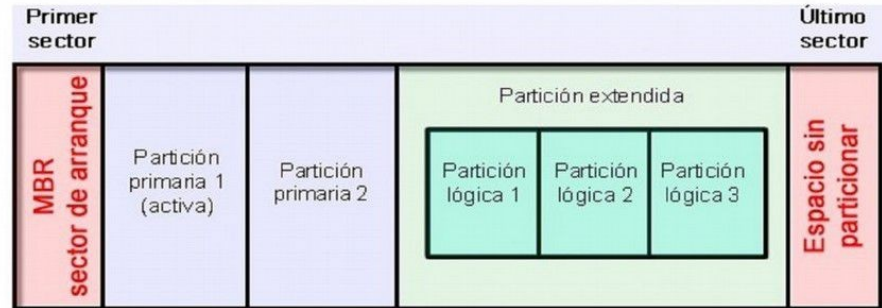 Primer
sector
Último
sector
MBR
sector de arranque
Partición
primaria 1
(activa)
Partición
primaria 2
Partición extendida
Partición
lógica 1
Partición
lógica 2
Partición
lógica 3
Espacio sin
particionar